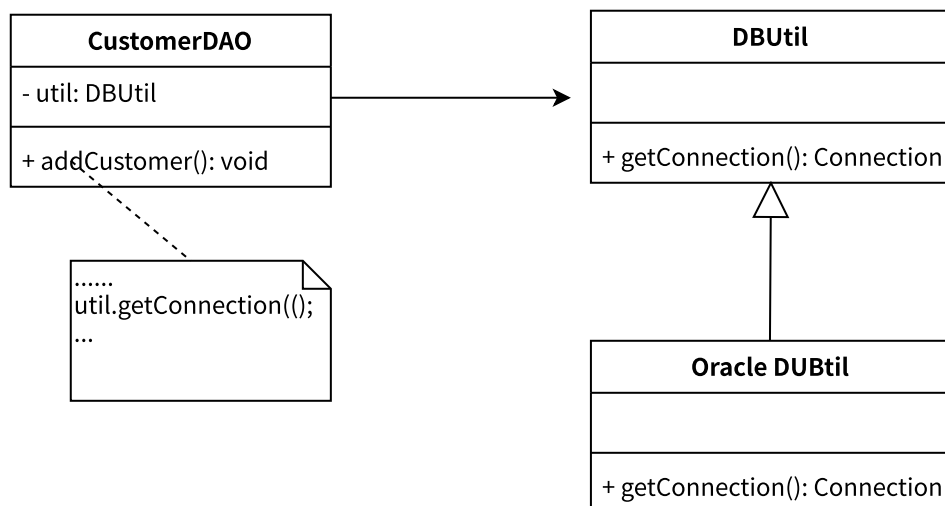 CustomerDAO
- util: DBUtil
+ addCustomer(): void
......
util.getConnection(();
...
DBUtil
+ getConnection(): Connection
Oracle DUBtil
+ getConnection(): Connection